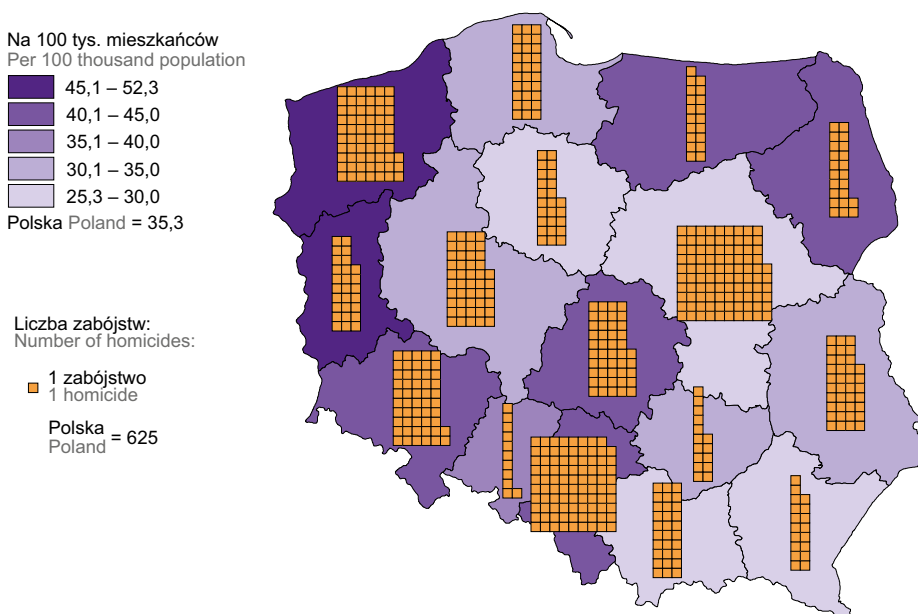 Na 100 tys. mieszkańców
Per 100 thousand population
45,1 – 52,3
40,1 – 45,0
35,1 – 40,0
30,1 – 35,0
25,3 – 30,0
Polska Poland = 35,3
Liczba zabójstw:
Number of homicides:
1 zabójstwo
1 homicide
Polska
Poland = 625